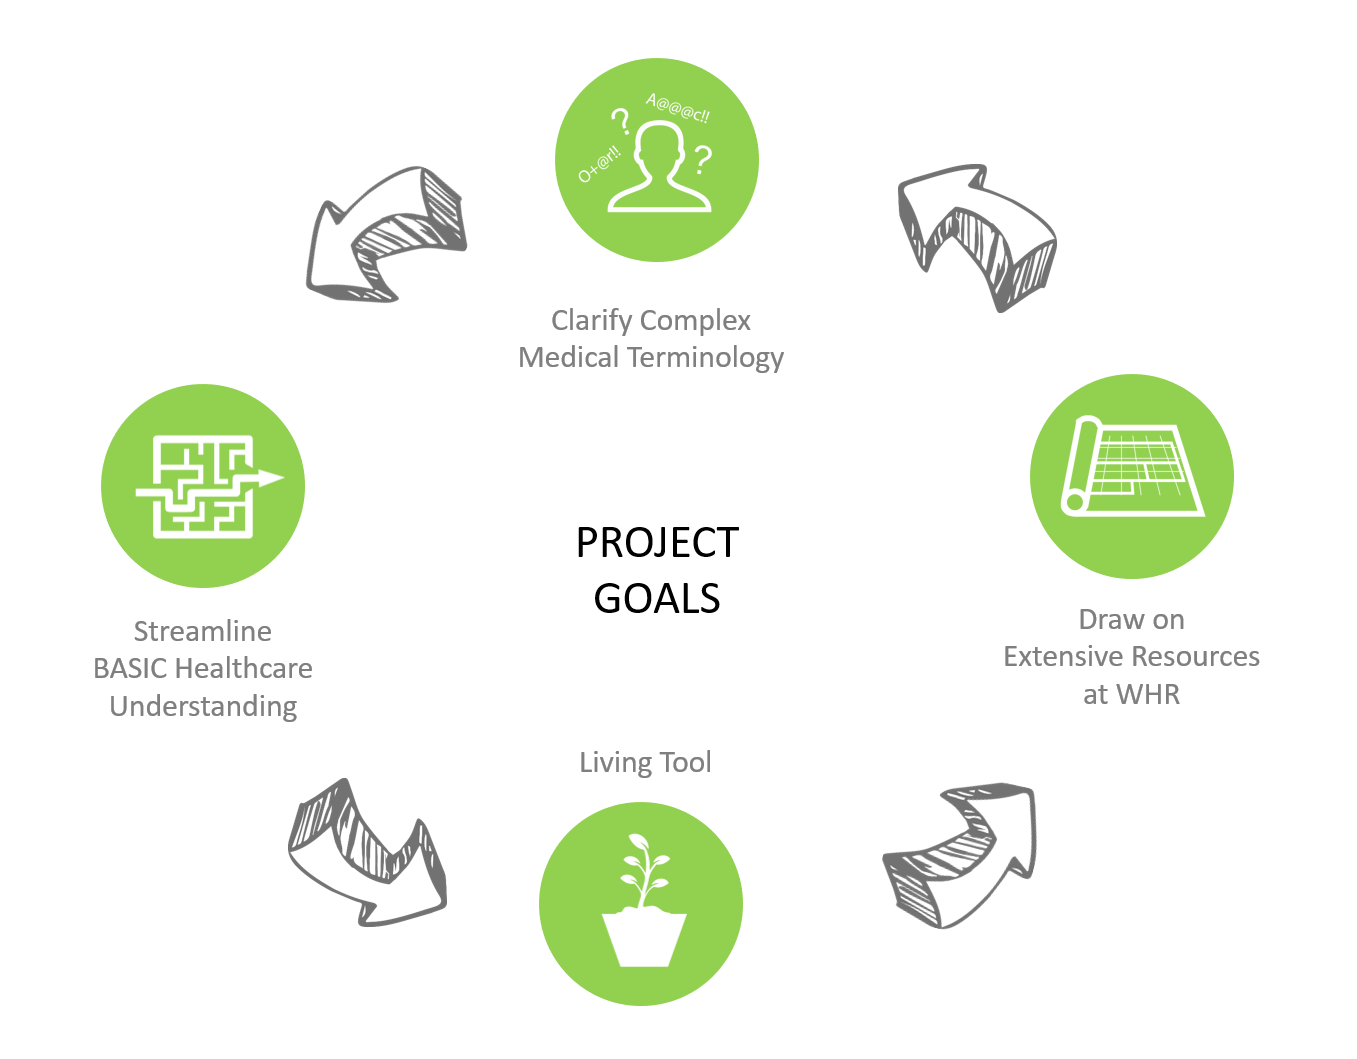 A@@@c!!
?
O+@r!!
?
Clarify Complex
Medical Terminology
PROJECT
GOALS
Streamline
BASIC Healthcare
Understanding
Draw on
Extensive Resources
at WHR
Living Tool